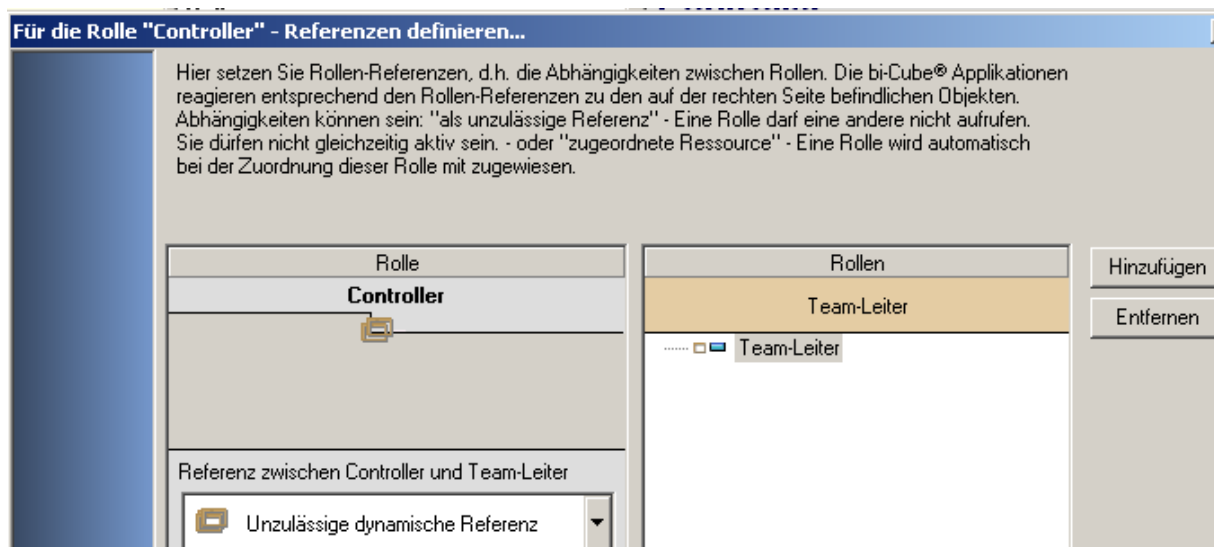 Für die Rolle "Controller" - Referenzen definieren...
Hier setzen Sie Rollen-Referenzen, d.h. die Abhängigkeiten zwischen Rollen. Die bi-Cube® Applikationen
reagieren entsprechend den Rollen-Referenzen zu den auf der rechten Seite befindlichen Objekten.
Abhängigkeiten können sein: "als unzulässige Referenz" - Eine Rolle darf eine andere nicht aufrufen.
Sie dürfen nicht gleichzeitig aktiv sein. - oder "zugeordnete Ressource" - Eine Rolle wird automatisch
bei der Zuordnung dieser Rolle mit zugewiesen.
Rolle
Controller
Referenz zwischen Controller und Team-Leiter
Unzulässige dynamische Referenz
Rollen
Team-Leiter
Team-Leiter
Hinzufügen
Entfernen